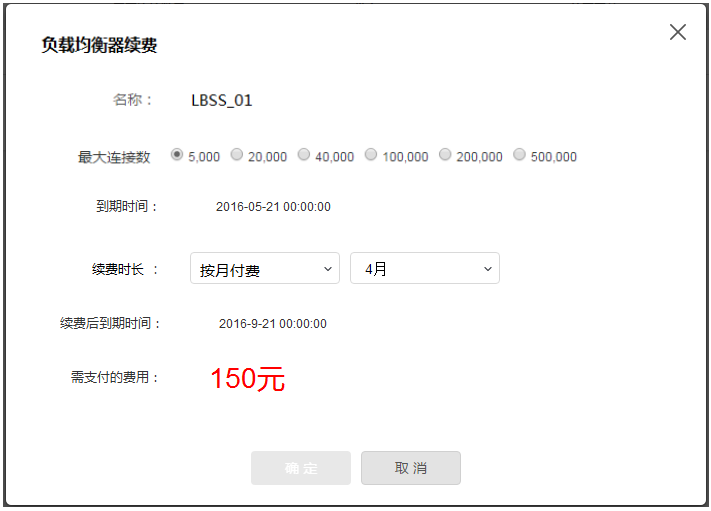 负载均衡器续费
名称： LBSS_01
最大连接数 5,000 20,000 40,000 100,000 200,000 500,000
到期时间： 2016-05-21 00:00:00
续费时长 ： 按月付费 4月
续费后到期时间： 2016-9-21 00:00:00
需支付的费用： 150元
确 定 取 消